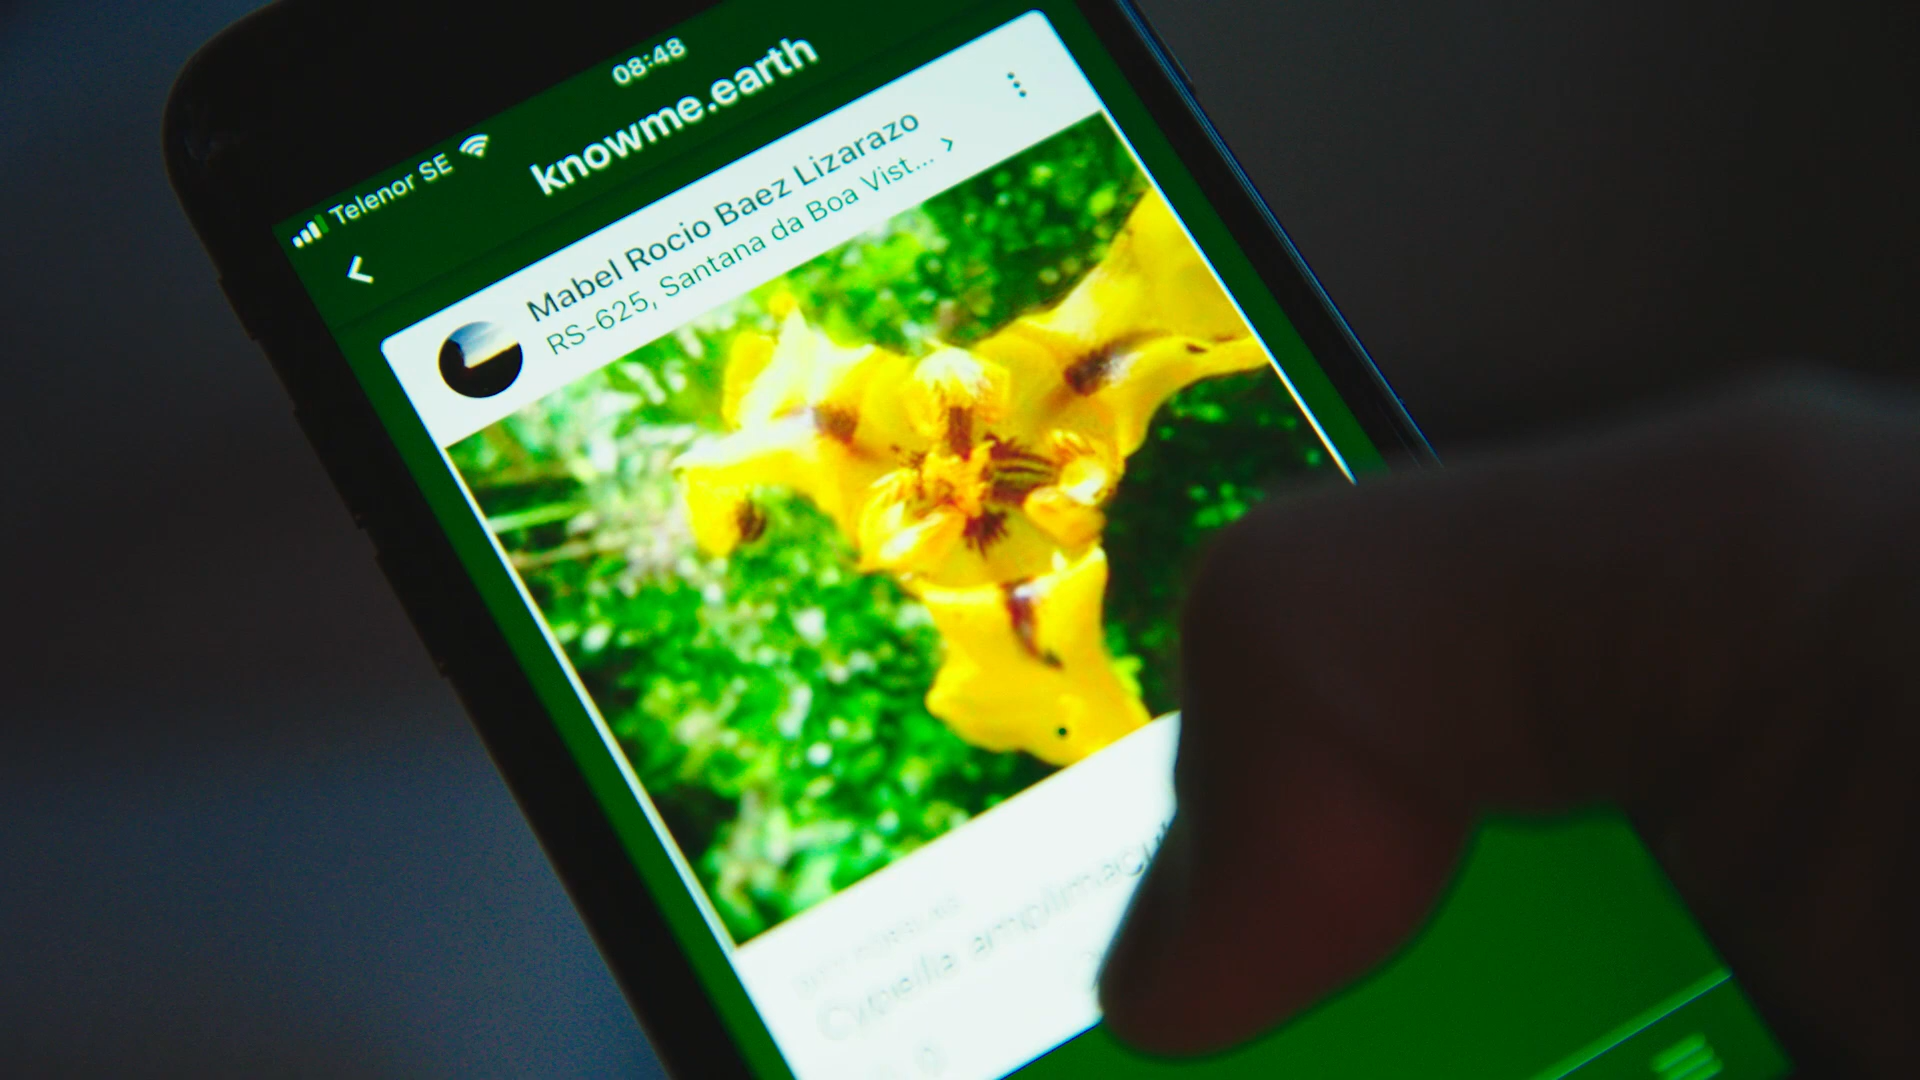 08:48
Telenor SE
knowme.earth
Mabel Rocio Baez Lizarazo
RS-625, Santana da Boa Vist...